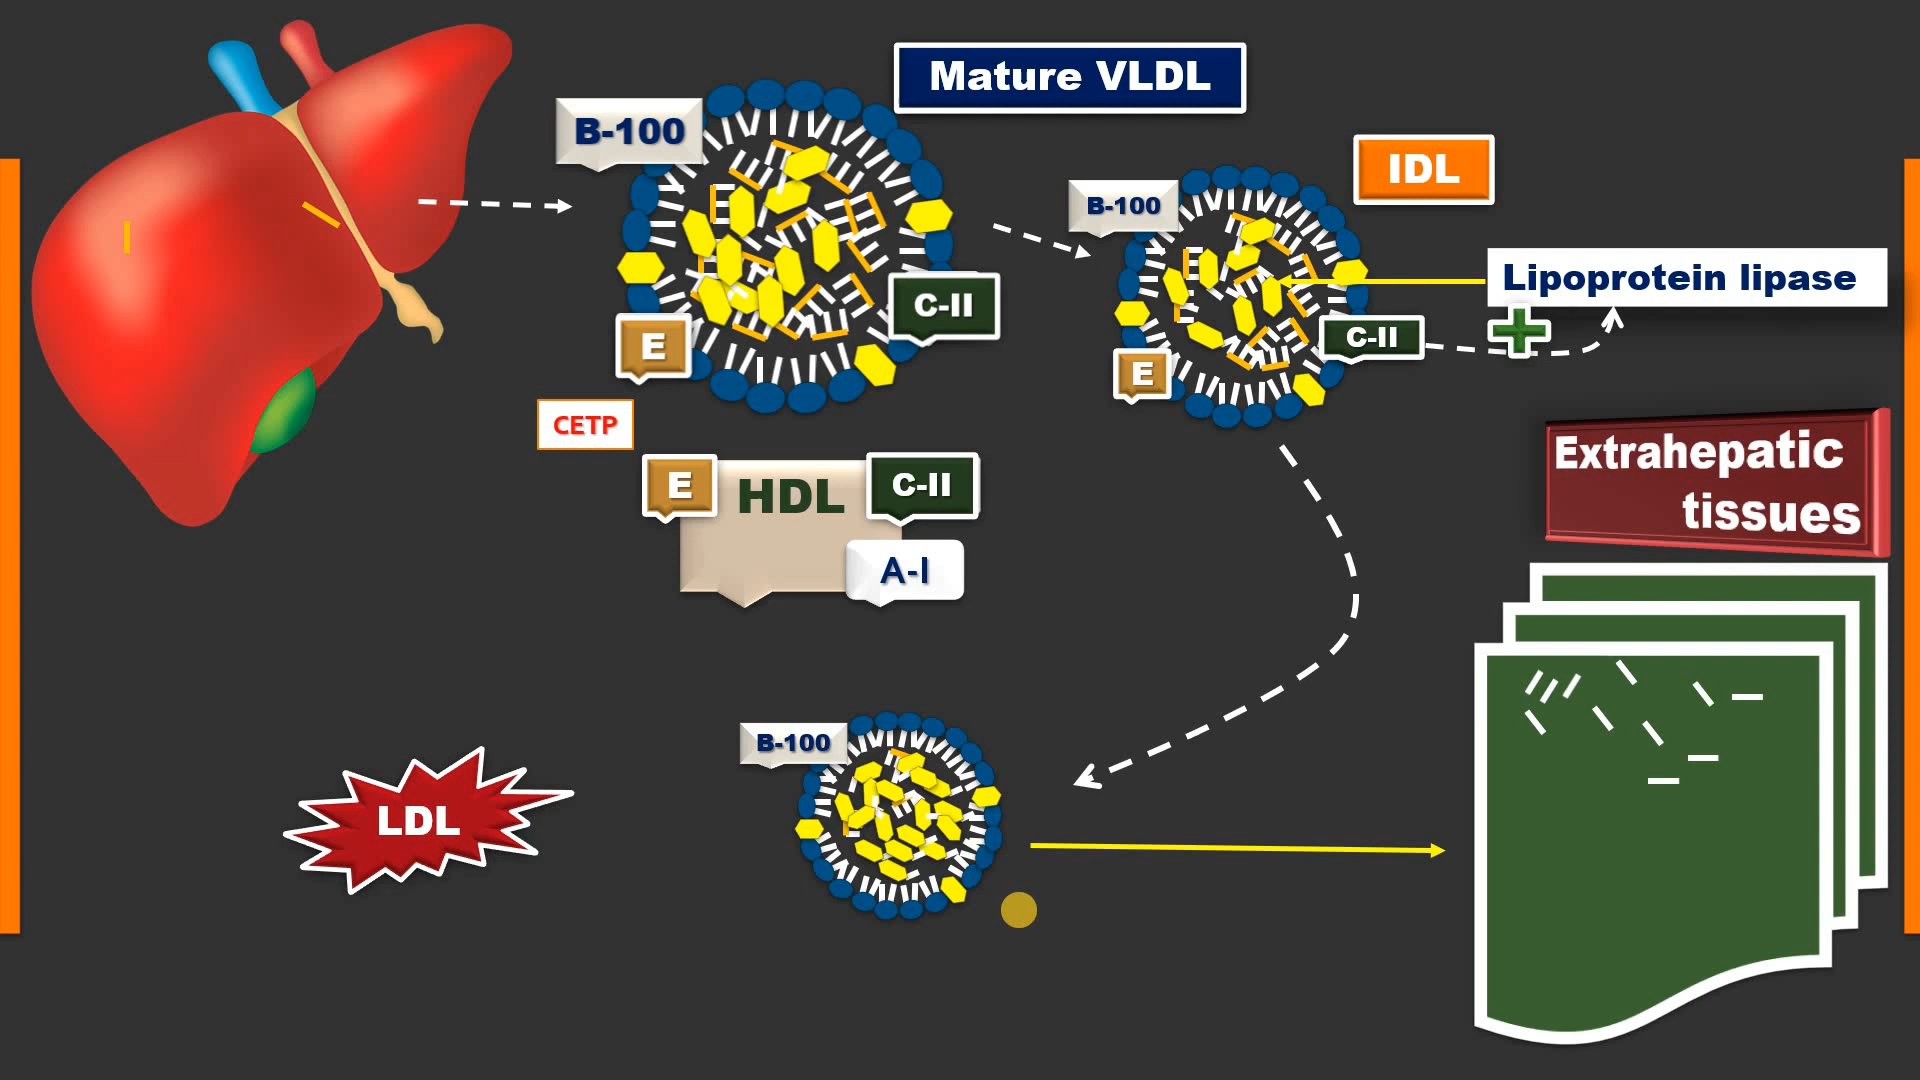 Mature VLDL
B-100
IDL
B-100
Lipoprotein lipase
C-II
C-II
E
E
CETP
E
HDL
C-II
A-I
Extrahepatic
tissues
B-100
LDL